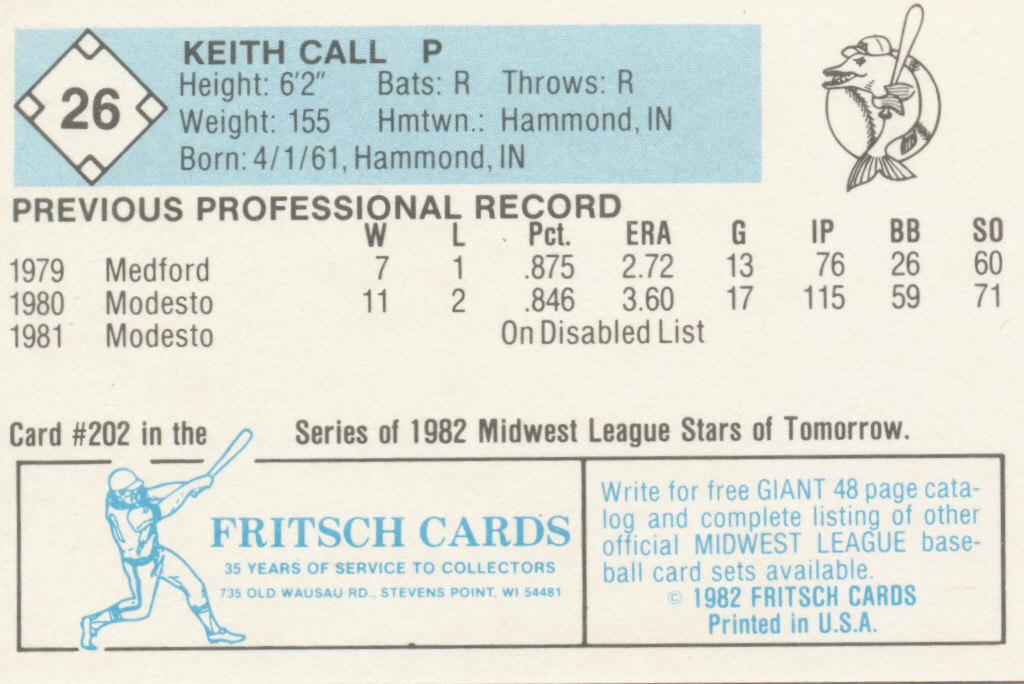 26
KEITH CALL P
Height: 6'2" Bats: R Throws: R
Weight: 155 Hmtwn.: Hammond, IN
Born: 4/1/61, Hammond, IN
PREVIOUS PROFESSIONAL RECORD
W L Pct. ERA G IP BB SO
1979 Medford 7 1 .875 2.72 13 76 26 60
1980 Modesto 11 2 .846 3.60 17 115 59 71
1981 Modesto On Disabled List
Card #202 in the Series of 1982 Midwest League Stars of Tomorrow.
FRITSCH CARDS
35 YEARS OF SERVICE TO COLLECTORS
735 OLD WAUSAU RD., STEVENS POINT, WI 54481
Write for free GIANT 48 page cata-
log and complete listing of other
official MIDWEST LEAGUE base-
ball card sets available.
© 1982 FRITSCH CARDS
Printed in U.S.A.